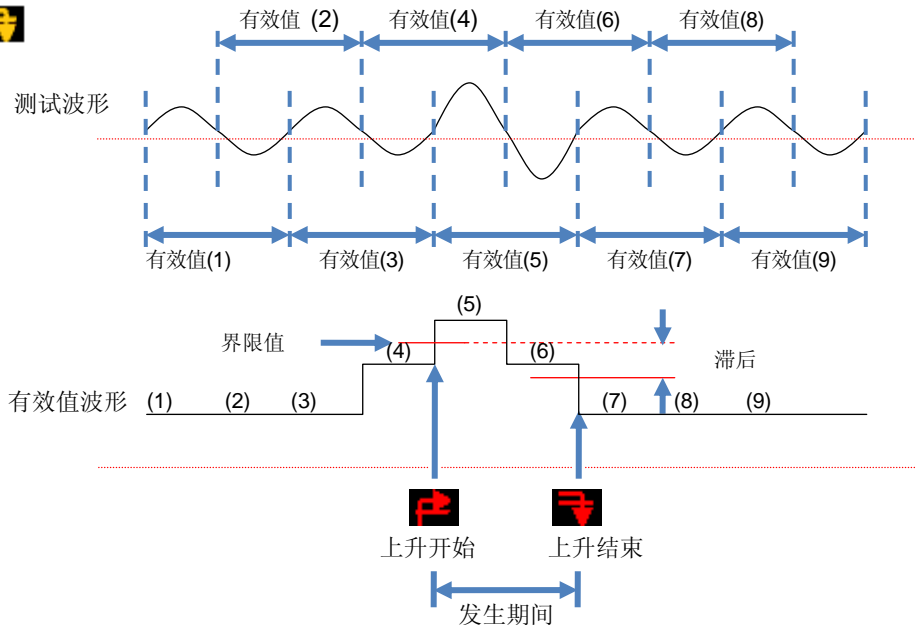 有效值 (2)
有效值(4)
有效值(6)
有效值(8)
测试波形
有效值(1)
有效值(3)
有效值(5)
有效值(7)
有效值(9)
(5)
界限值
(4)
(6)
滞后
有效值波形
(1)
(2)
(3)
(7)
(8)
(9)
上升开始
上升结束
发生期间